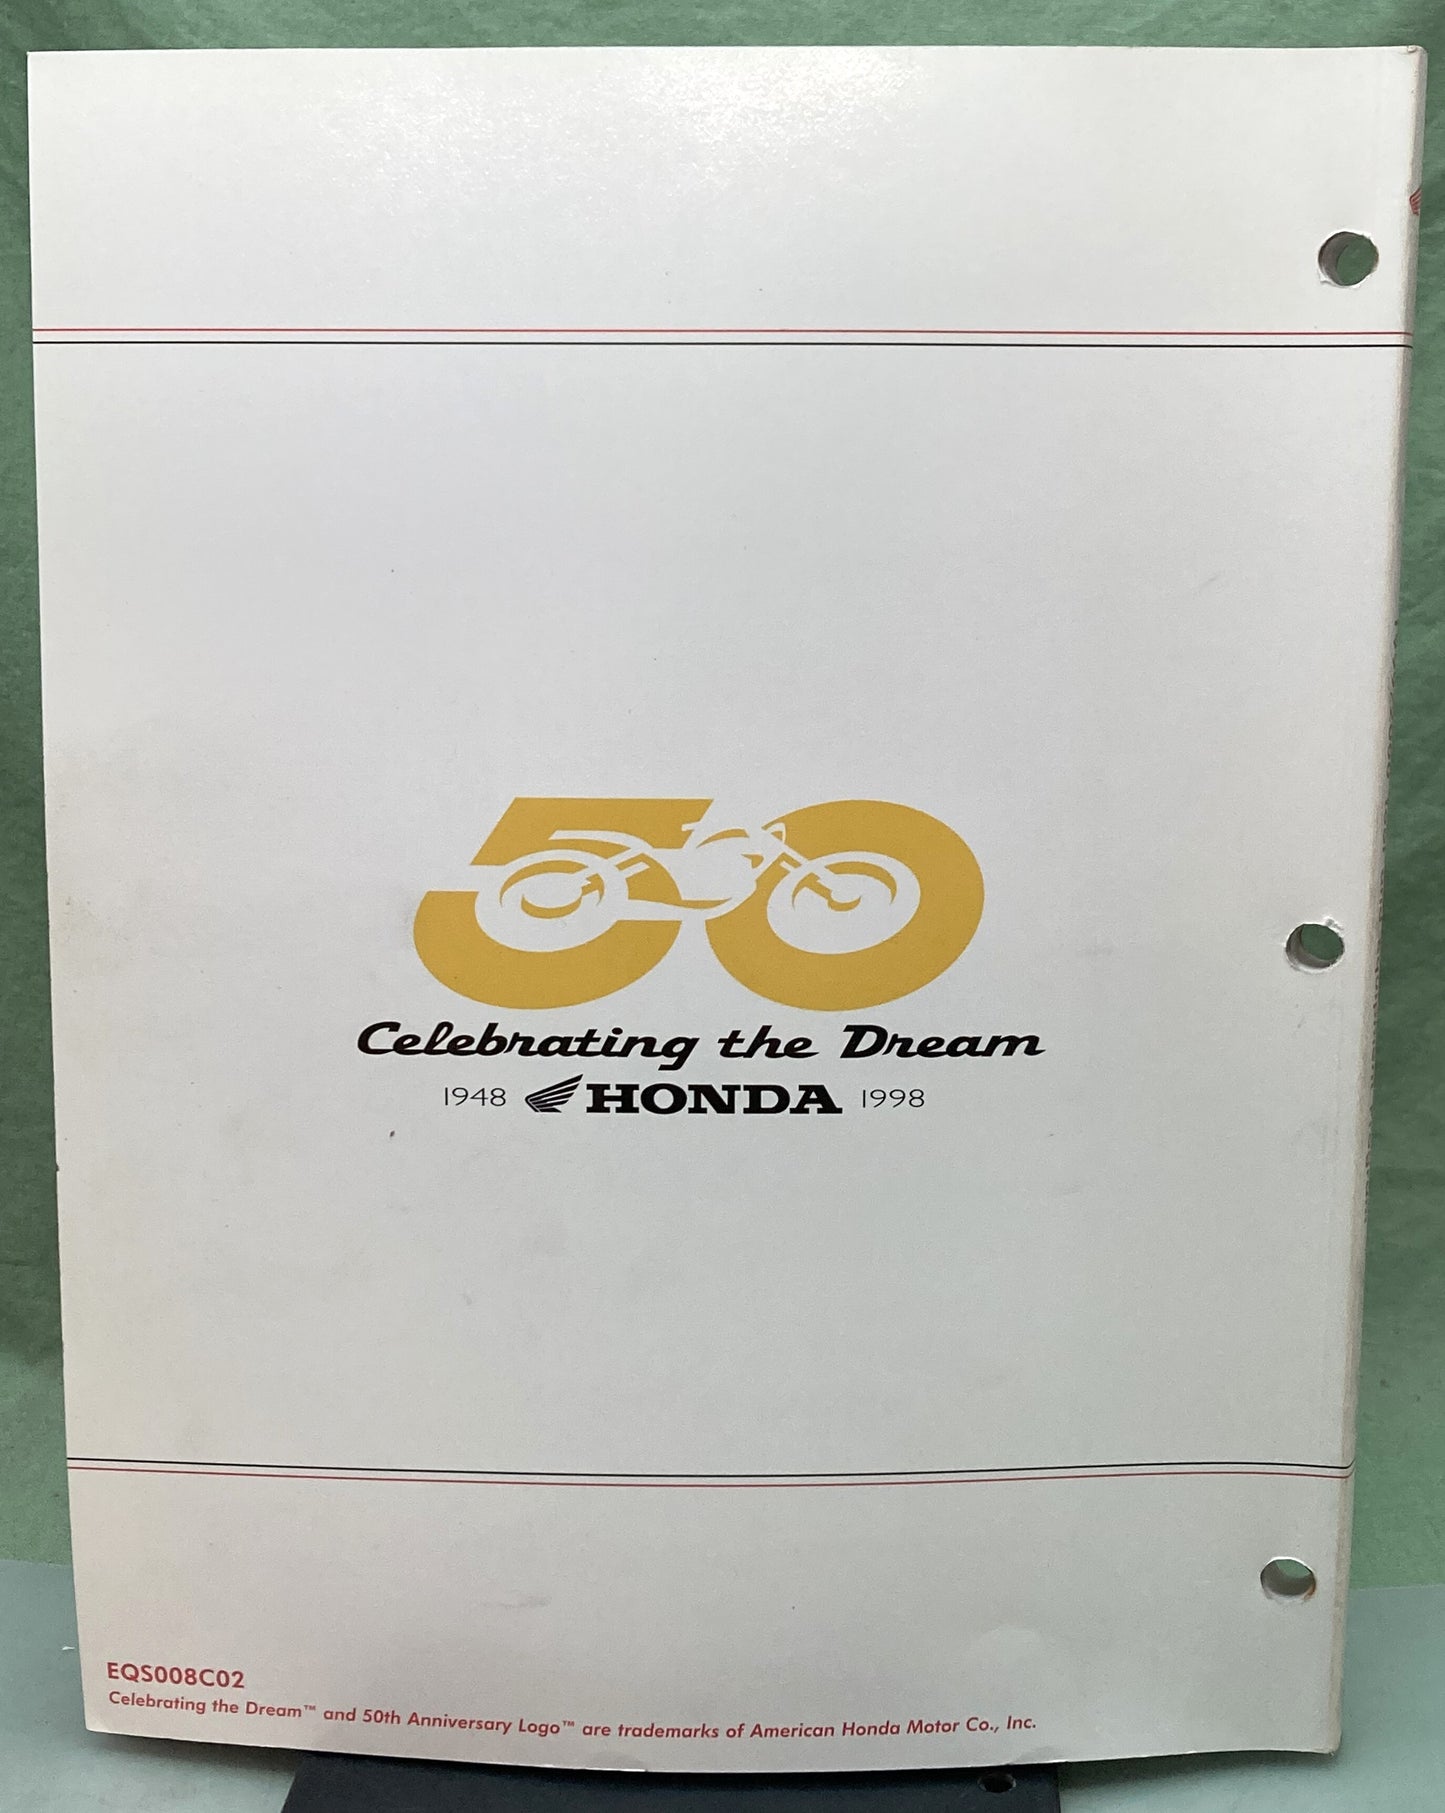 50
Celebrating the Dream
1948 HONDA 1998
EQS008C02
Celebrating the Dream™ and 50th Anniversary Logo™ are trademarks of American Honda Motor Co., Inc.